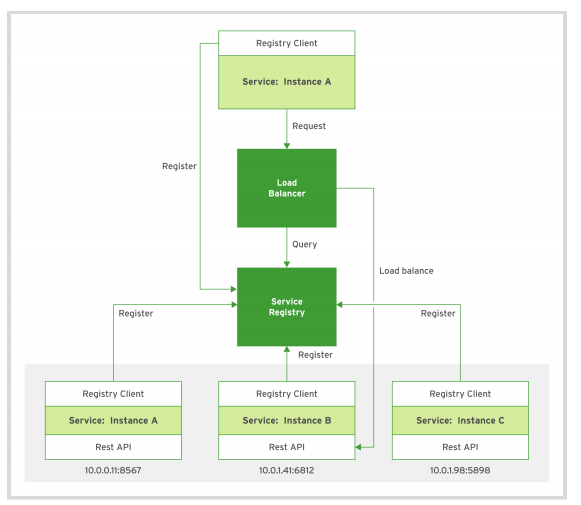 Registry Client
Service: Instance A
Request
Register
Load
Balancer
Query
Load balance
Service
Registry
Register
Register
Register
Registry Client
Registry Client
Registry Client
Service: Instance A
Service: Instance B
Service: Instance C
Rest API
Rest API
Rest API
10.0.0.11:8567
10.0.1.41:6812
10.0.1.98:5898